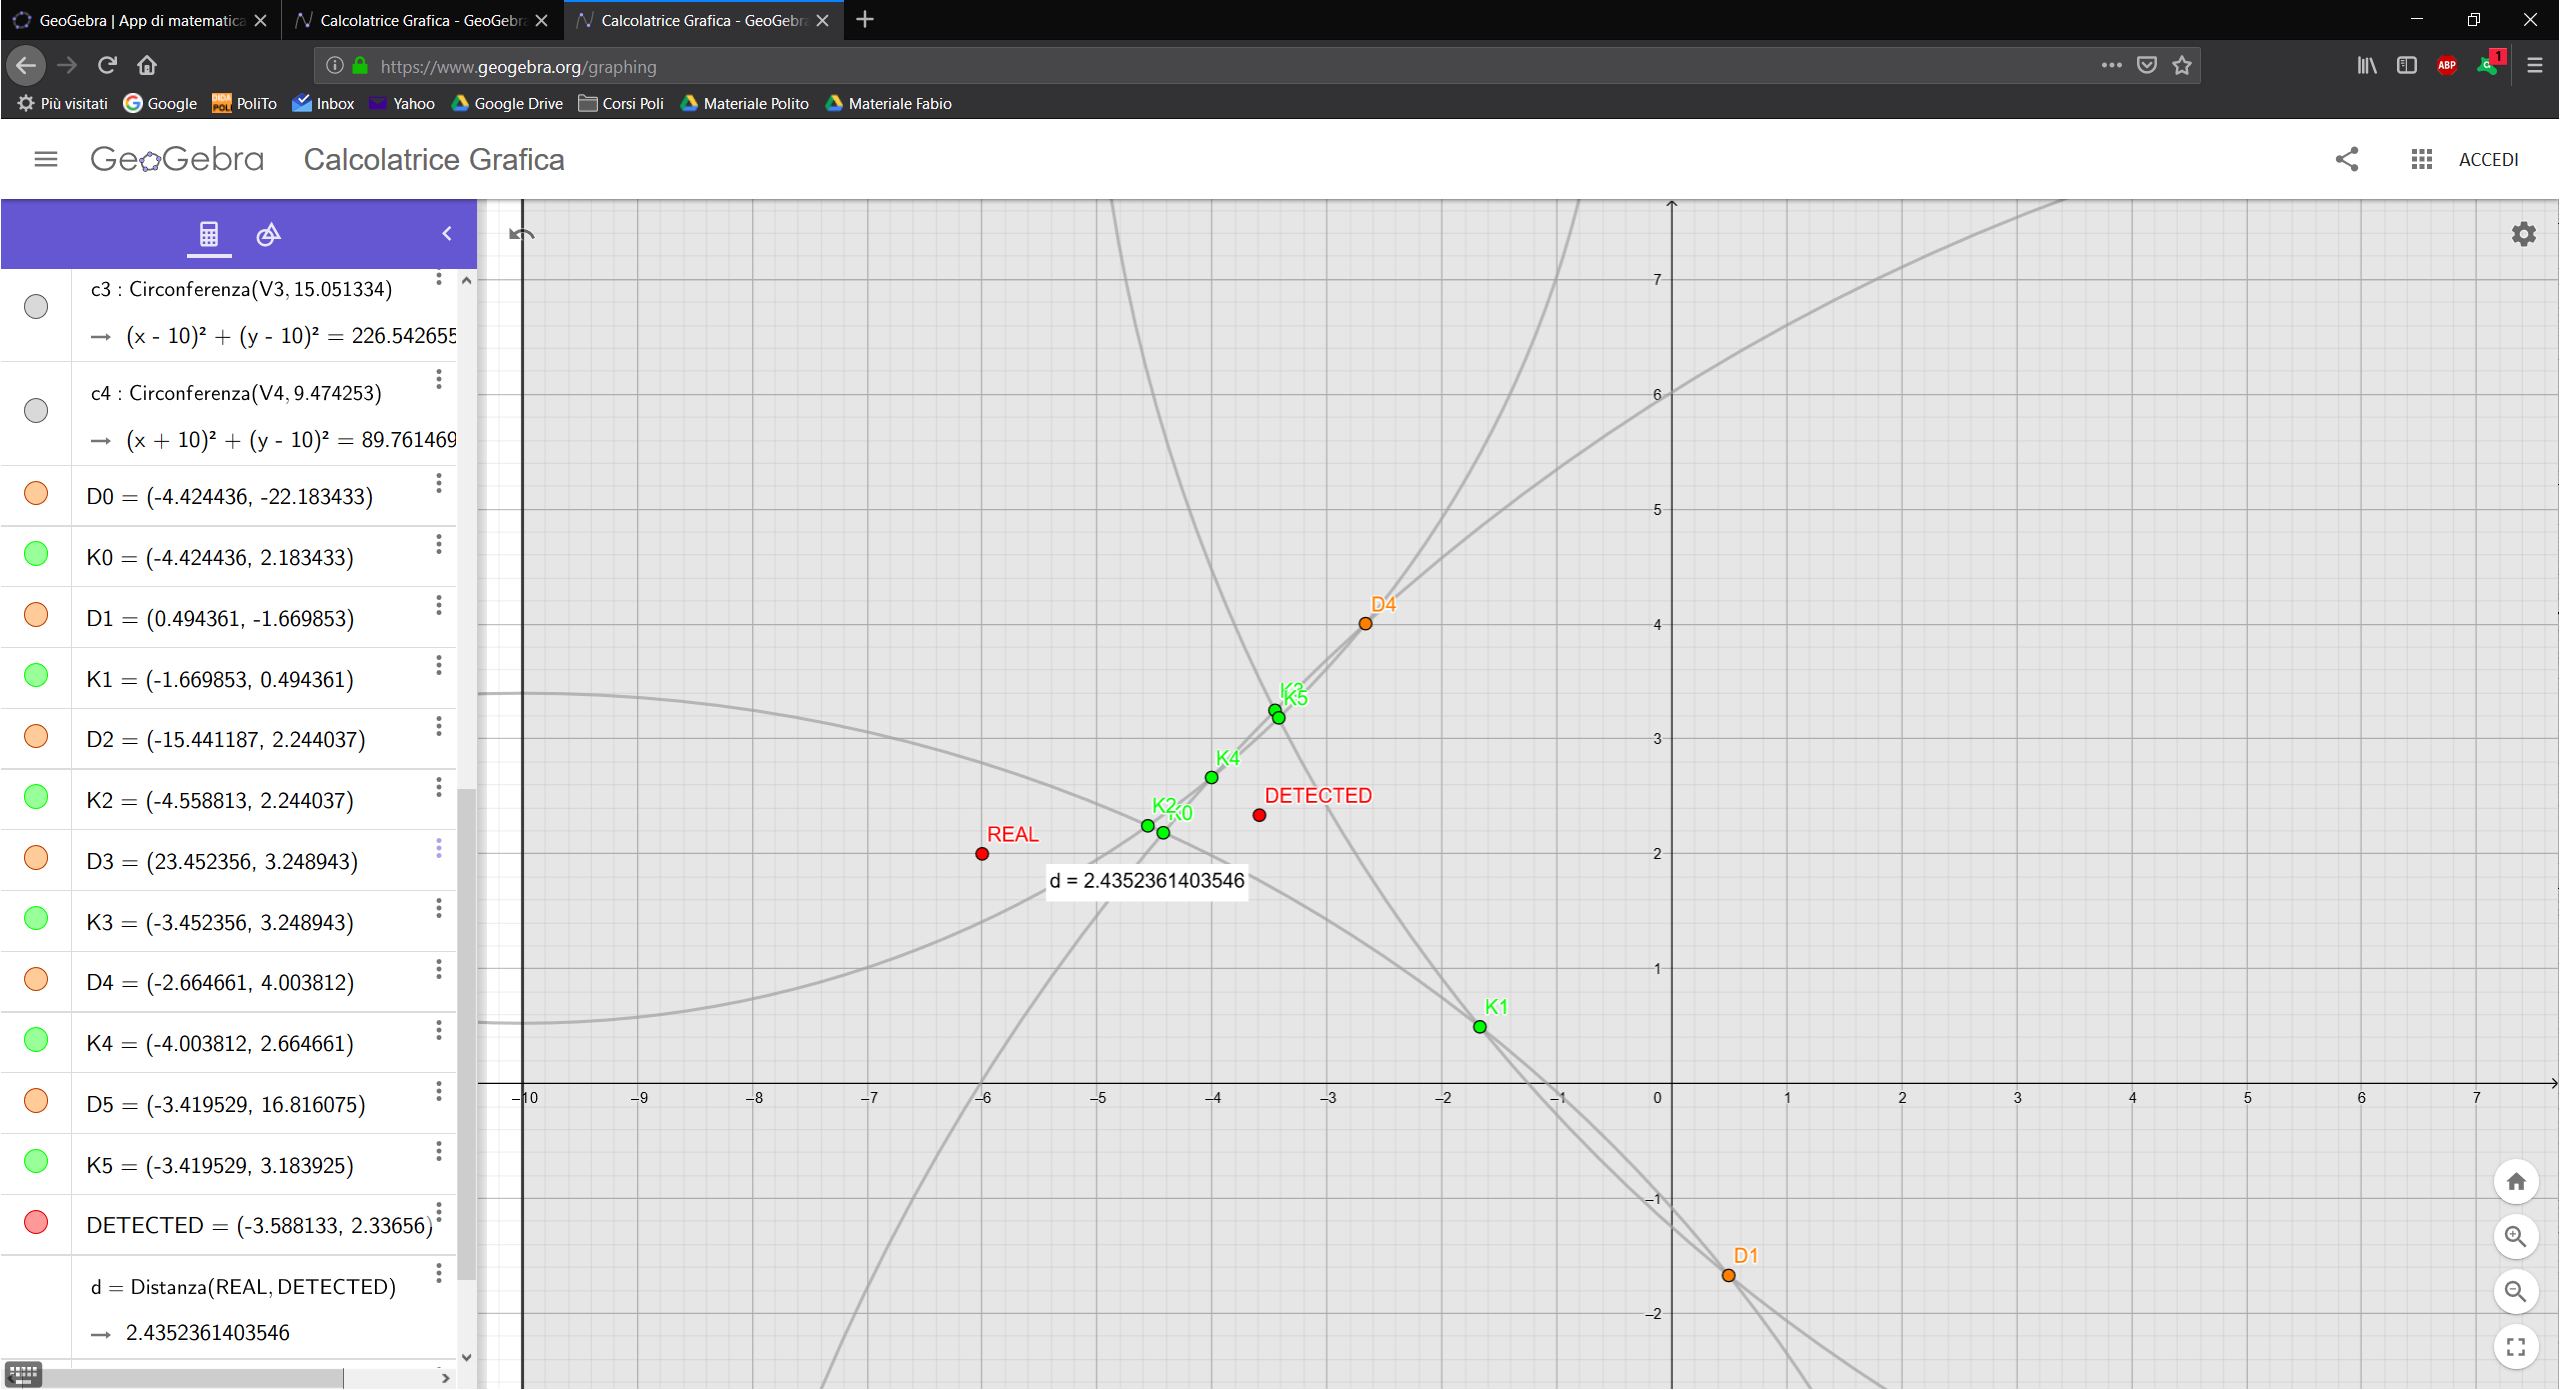 GeoGebra | App di matematica
Calcolatrice Grafica - GeoGebra
Calcolatrice Grafica - GeoGebra
https://www.geogebra.org/graphing
ABP
1
Più visitati
Google
PoliTo
Inbox
Yahoo
Google Drive
Corsi Poli
Materiale Polito
Materiale Fabio
GeoGebra
Calcolatrice Grafica
ACCEDI
c3 : Circonferenza(V3, 15.051334)
→ (x - 10)² + (y - 10)² = 226.542655
c4 : Circonferenza(V4, 9.474253)
→ (x + 10)² + (y - 10)² = 89.761469
D0 = (-4.424436, -22.183433)
K0 = (-4.424436, 2.183433)
D1 = (0.494361, -1.669853)
K1 = (-1.669853, 0.494361)
D2 = (-15.441187, 2.244037)
K2 = (-4.558813, 2.244037)
D3 = (23.452356, 3.248943)
K3 = (-3.452356, 3.248943)
D4 = (-2.664661, 4.003812)
K4 = (-4.003812, 2.664661)
D5 = (-3.419529, 16.816075)
K5 = (-3.419529, 3.183925)
DETECTED = (-3.588133, 2.33656)
d = Distanza(REAL, DETECTED)
→ 2.4352361403546
7
6
5
4
3
2
1
–1
–2
–10 –9 –8 –7 –6 –5 –4 –3 –2 –1 0 1 2 3 4 5 6 7
D4
K3
K5
K4
DETECTED
K2
K0
REAL
d = 2.4352361403546
K1
D1